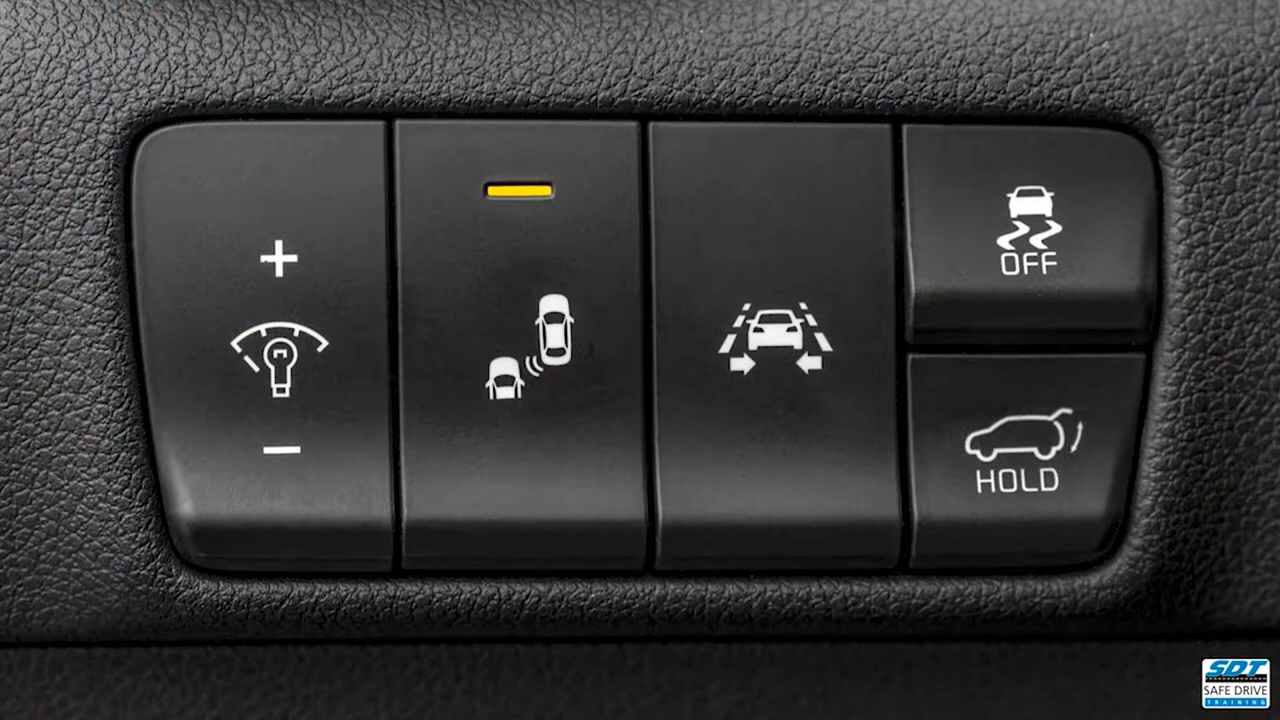 +
−
OFF
HOLD
SDT
SAFE DRIVE
TRAINING